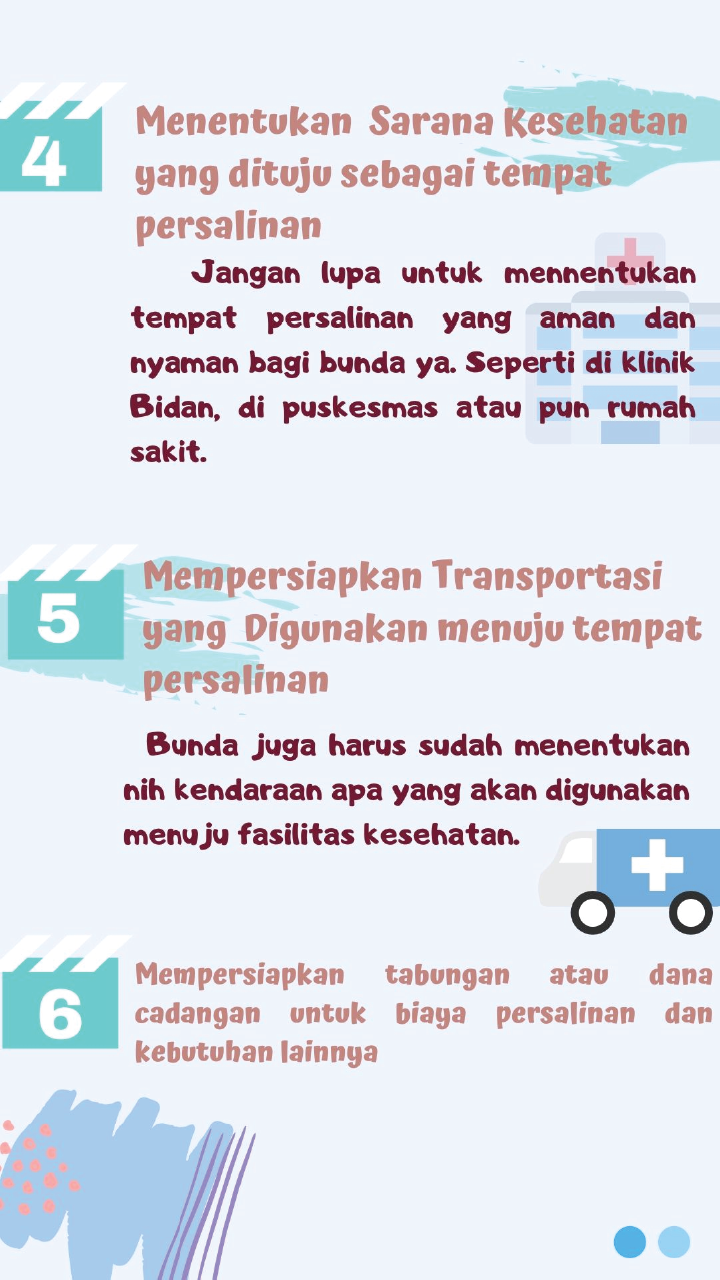 4
Menentukan Sarana Kesehatan
yang dituju sebagai tempat
persalinan
Jangan lupa untuk mennentukan
tempat persalinan yang aman dan
nyaman bagi bunda ya. Seperti di klinik
Bidan, di puskesmas atau pun rumah
sakit.
5
Mempersiapkan Transportasi
yang Digunakan menuju tempat
persalinan
Bunda juga harus sudah menentukan
nih kendaraan apa yang akan digunakan
menuju fasilitas kesehatan.
6
Mempersiapkan tabungan atau dana
cadangan untuk biaya persalinan dan
kebutuhan lainnya